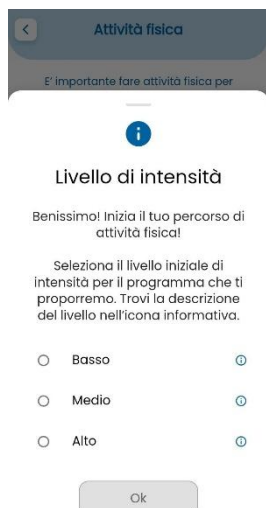 Attività fisica
E' importante fare attività fisica per
Livello di intensità
Benissimo! Inizia il tuo percorso di
attività fisica!
Seleziona il livello iniziale di
intensità per il programma che ti
proporremo. Trovi la descrizione
del livello nell'icona informativa.
Basso
Medio
Alto
Ok